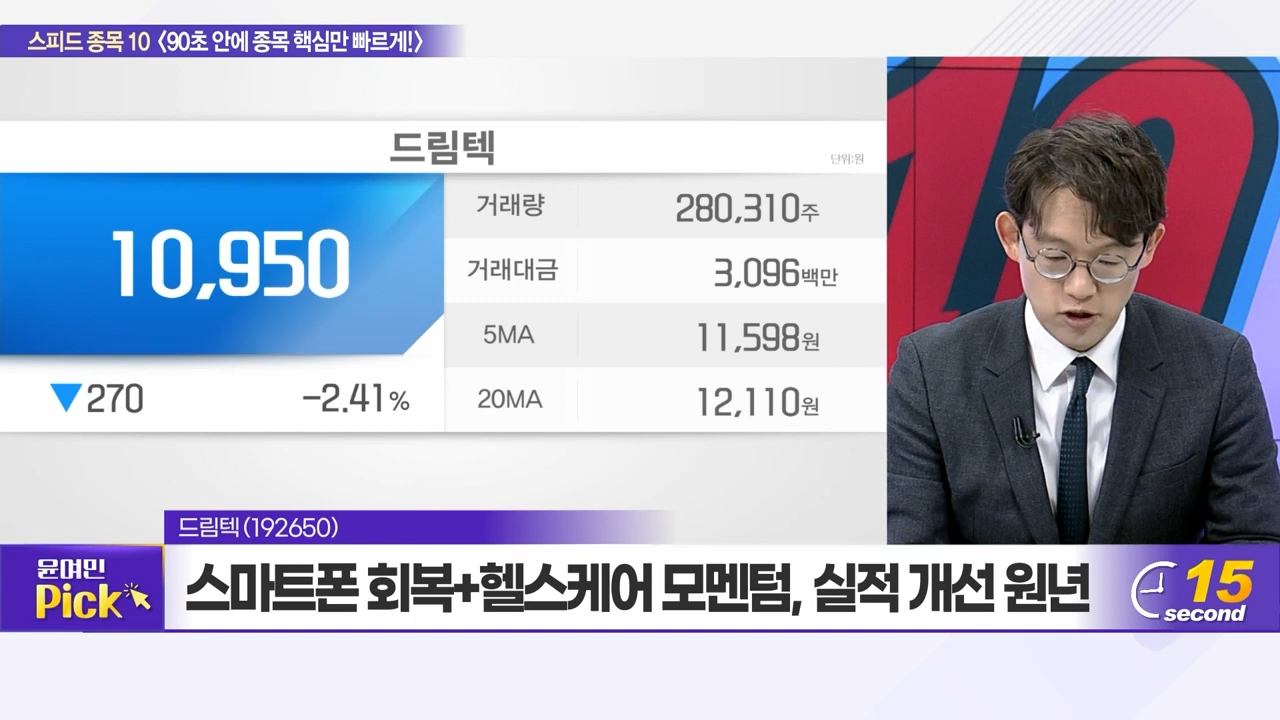 스피드 종목 10 <90초 안에 종목 핵심만 빠르게!>
드림텍
단위:원
10,950
▼270 -2.41%
거래량 280,310주
거래대금 3,096백만
5MA 11,598원
20MA 12,110원
10
드림텍(192650)
윤여민
Pick
스마트폰 회복+헬스케어 모멘텀, 실적 개선 원년
15
second